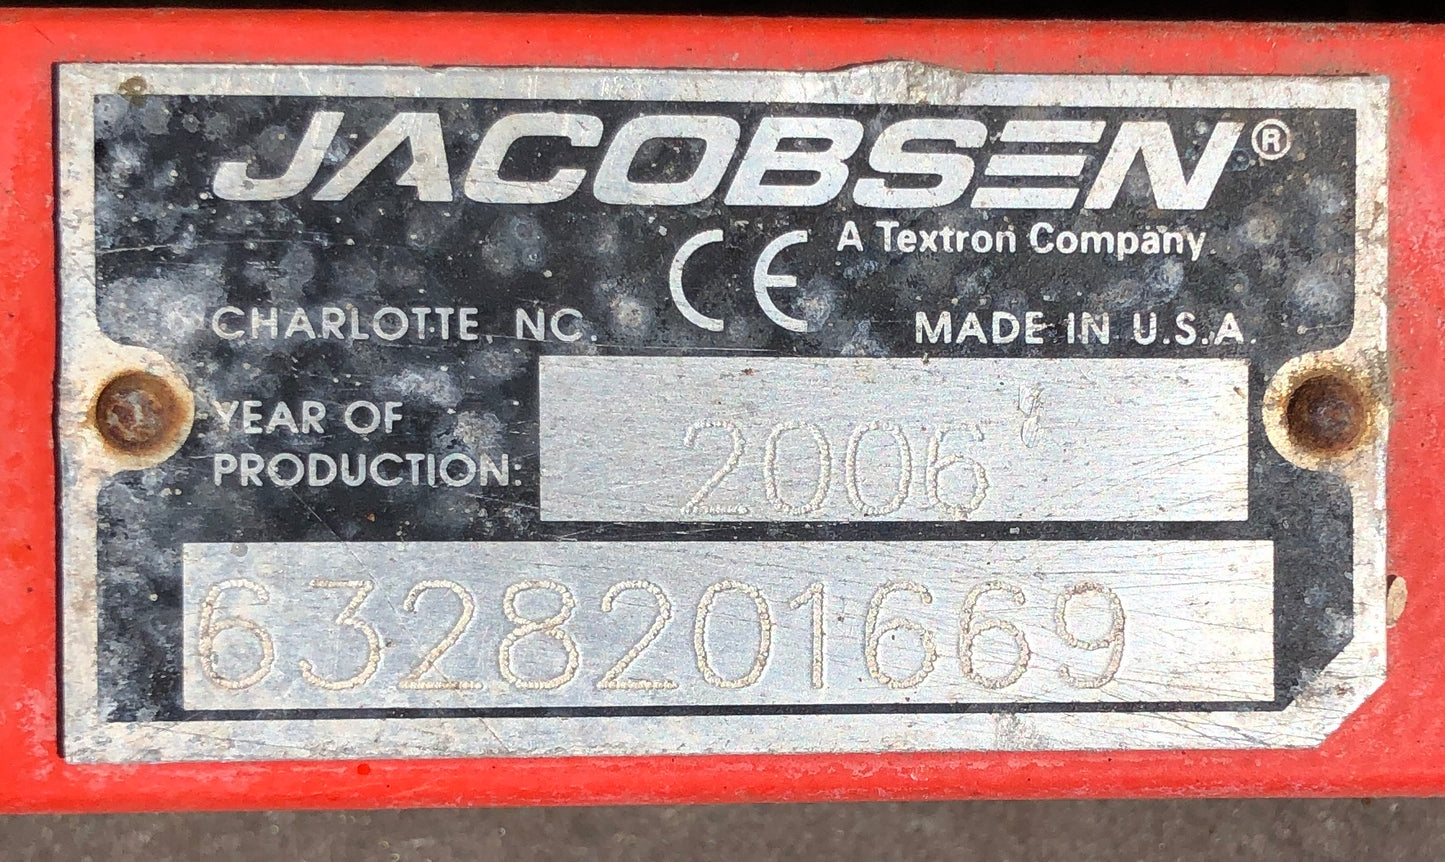 JACOBSEN®
A Textron Company
CE
CHARLOTTE, NC.
MADE IN U.S.A.
YEAR OF
PRODUCTION:
2006
6328201669